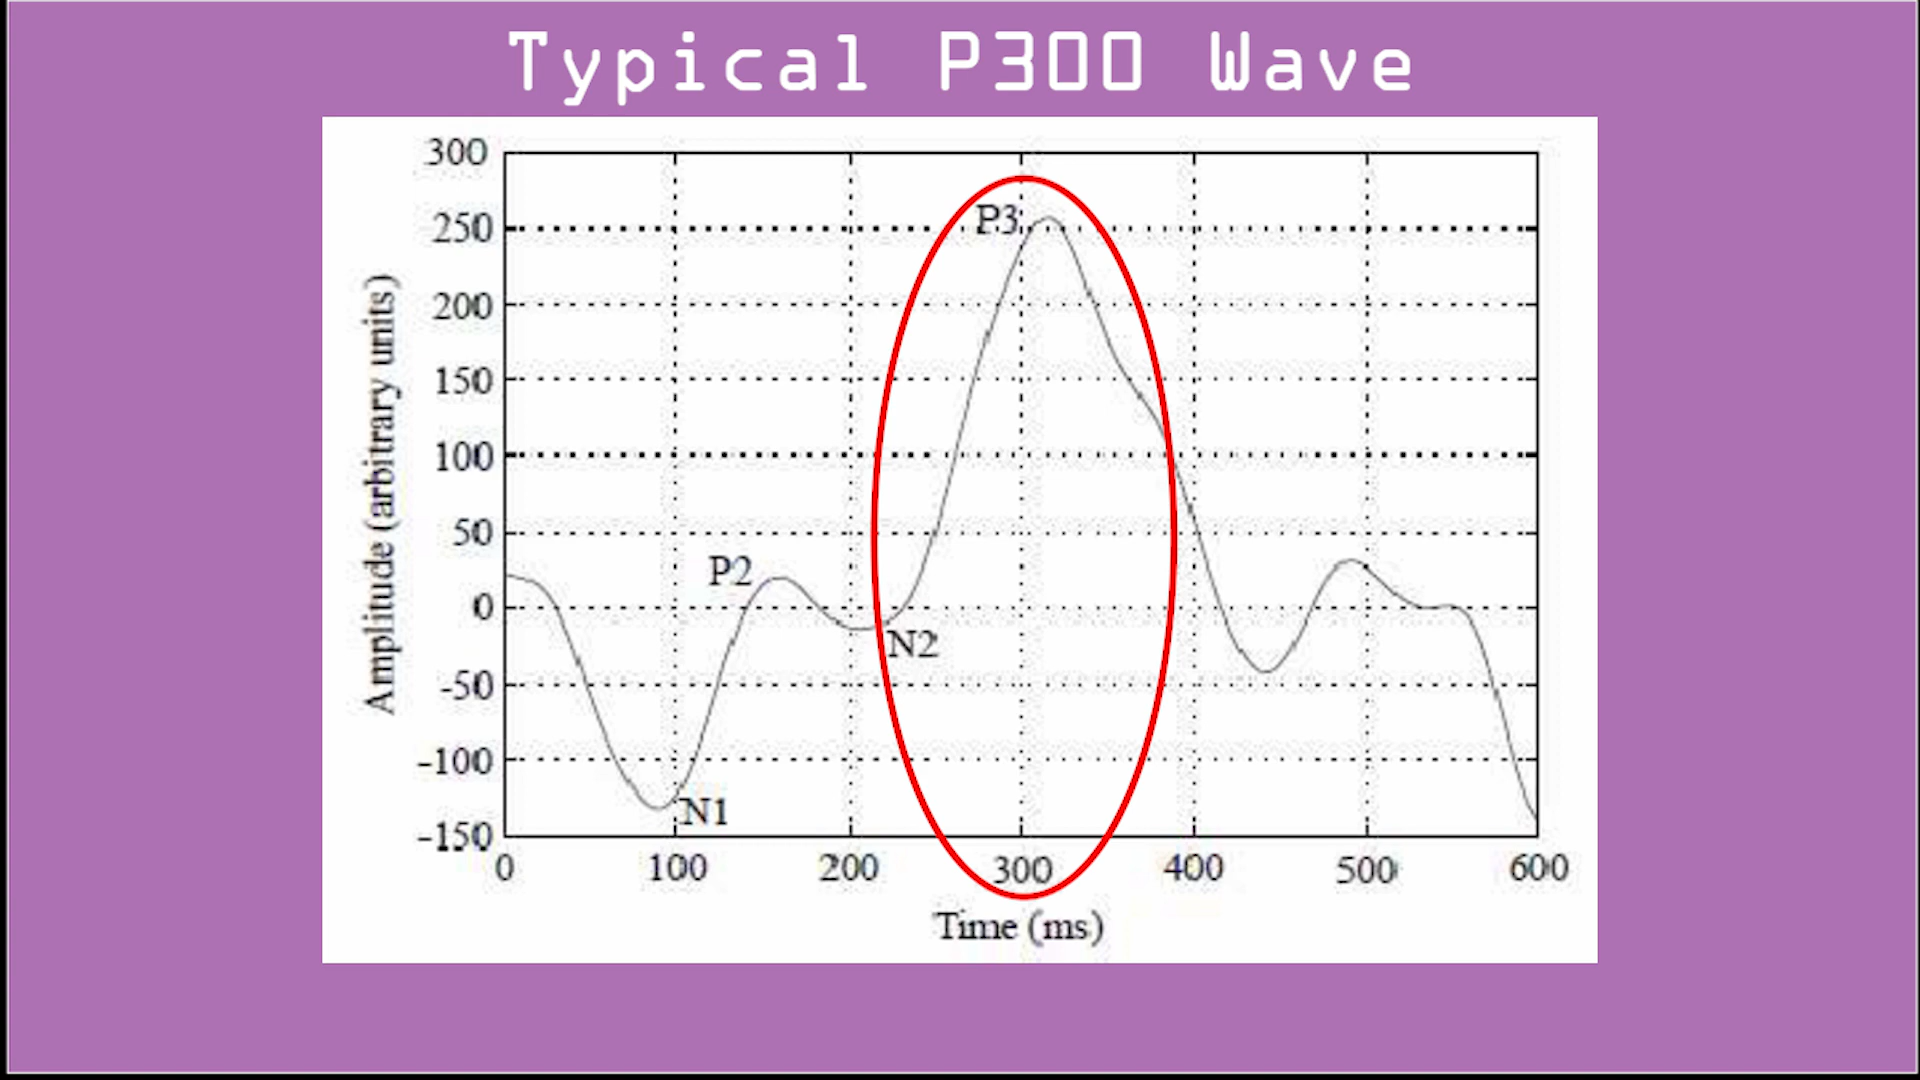 Typical P300 Wave
300
250
200
150
100
50
0
-50
-100
-150
Amplitude (arbitrary units)
P3
P2
N2
N1
0 100 200 300 400 500 600
Time (ms)